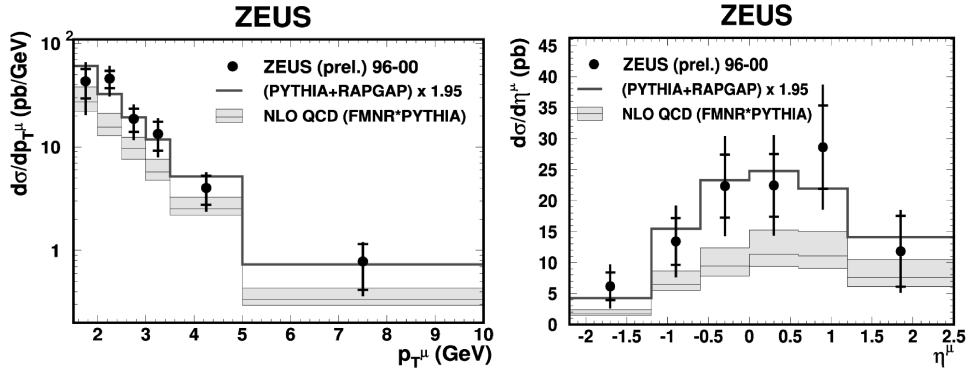 ZEUS
10²
ZEUS (prel.) 96-00
(PYTHIA+RAPGAP) x 1.95
NLO QCD (FMNR*PYTHIA)
dσ/dp_T^μ (pb/GeV)
10
1
2 3 4 5 6 7 8 9 10
p_T^μ (GeV)
ZEUS
ZEUS (prel.) 96-00
(PYTHIA+RAPGAP) x 1.95
NLO QCD (FMNR*PYTHIA)
dσ/dη^μ (pb)
45
40
35
30
25
20
15
10
5
0
-2 -1.5 -1 -0.5 0 0.5 1 1.5 2 2.5
η^μ